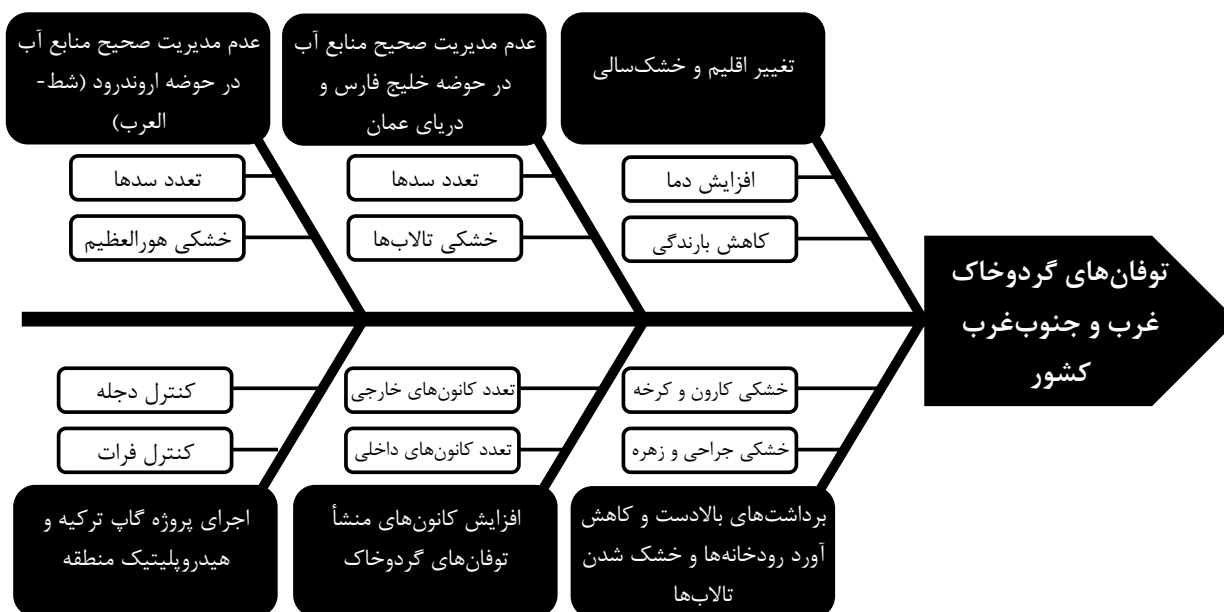 تغییر اقلیم و خشک‌سالی
عدم مدیریت صحیح منابع آب
در حوضه خلیج فارس و
دریای عمان
عدم مدیریت صحیح منابع آب
در حوضه اروندرود (شط-
العرب)
افزایش دما
تعدد سدها
تعدد سدها
کاهش بارندگی
خشکی تالاب‌ها
خشکی هورالعظیم
توفان‌های گردوخاک
غرب و جنوب‌غرب
کشور
خشکی کارون و کرخه
تعدد کانون‌های خارجی
کنترل دجله
خشکی جراحی و زهره
تعدد کانون‌های داخلی
کنترل فرات
برداشت‌های بالادست و کاهش
آورد رودخانه‌ها و خشک شدن
تالاب‌ها
افزایش کانون‌های منشأ
توفان‌های گردوخاک
اجرای پروژه گاپ ترکیه و
هیدروپلیتیک منطقه